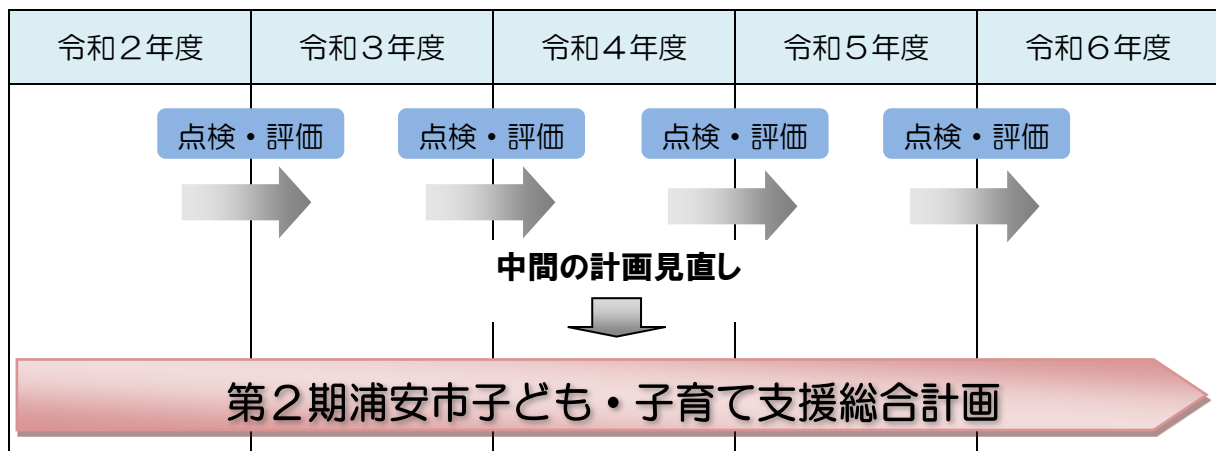 令和２年度 令和３年度 令和４年度 令和５年度 令和６年度
点検・評価 点検・評価 点検・評価 点検・評価
中間の計画見直し
第２期浦安市子ども・子育て支援総合計画